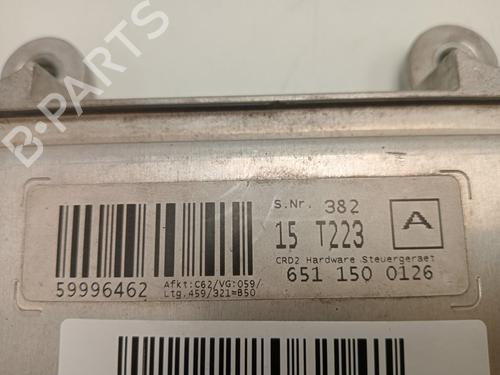 B-PARTS
S.Nr. 382
15 T223
A
CRD2 Hardware Steuergeraet
651 150 0126
59996462
Afkt:C62/VG:059/
Ltg.459/321=B50